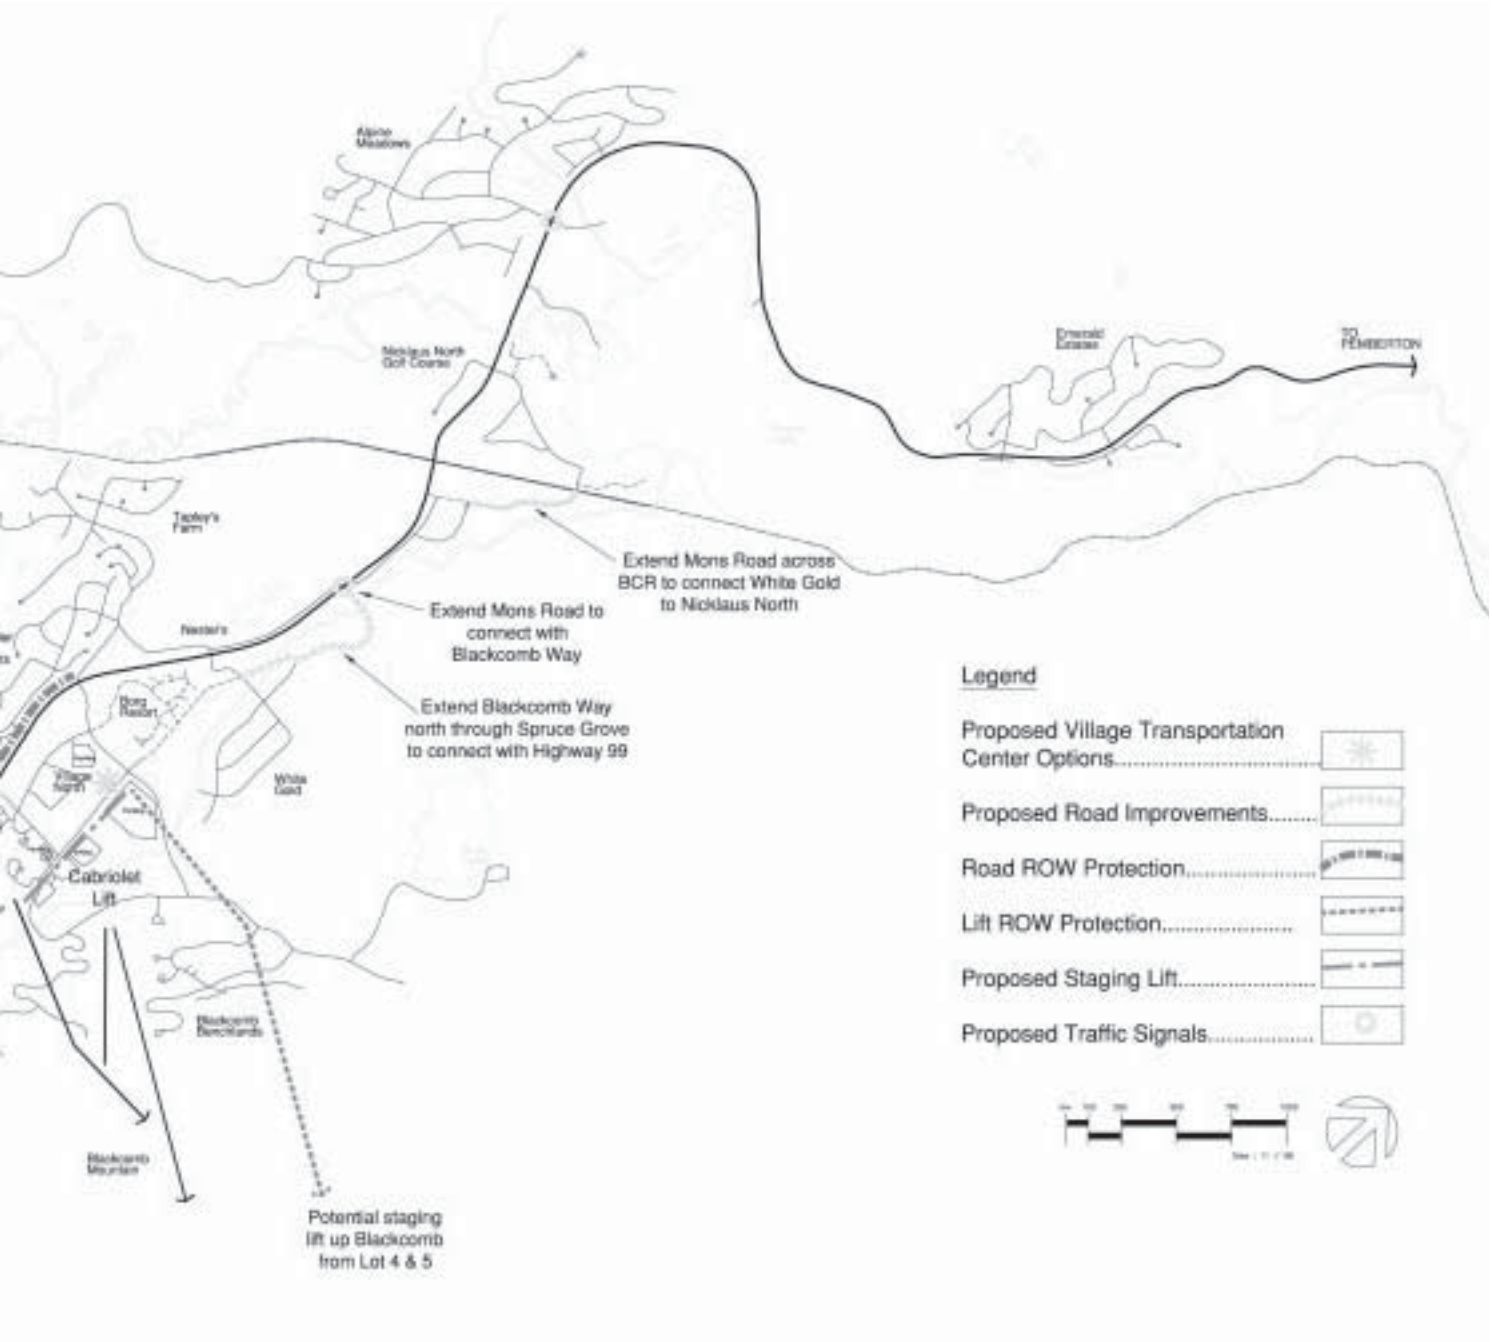 Alpine
Meadows
Nicklaus North
Golf Course
Emerald
Estates
TO
PEMBERTON
Tapley's
Farm
Extend Mons Road across
BCR to connect White Gold
to Nicklaus North
Extend Mons Road to
connect with
Blackcomb Way
Nester's
Extend Blackcomb Way
north through Spruce Grove
to connect with Highway 99
Resort
Village
North
White
Gold
Cabriolet
Lift
Blackcomb
Benchlands
Blackcomb
Mountain
Potential staging
lift up Blackcomb
from Lot 4 & 5
Legend
Proposed Village Transportation
Center Options
Proposed Road Improvements
Road ROW Protection
Lift ROW Protection
Proposed Staging Lift
Proposed Traffic Signals